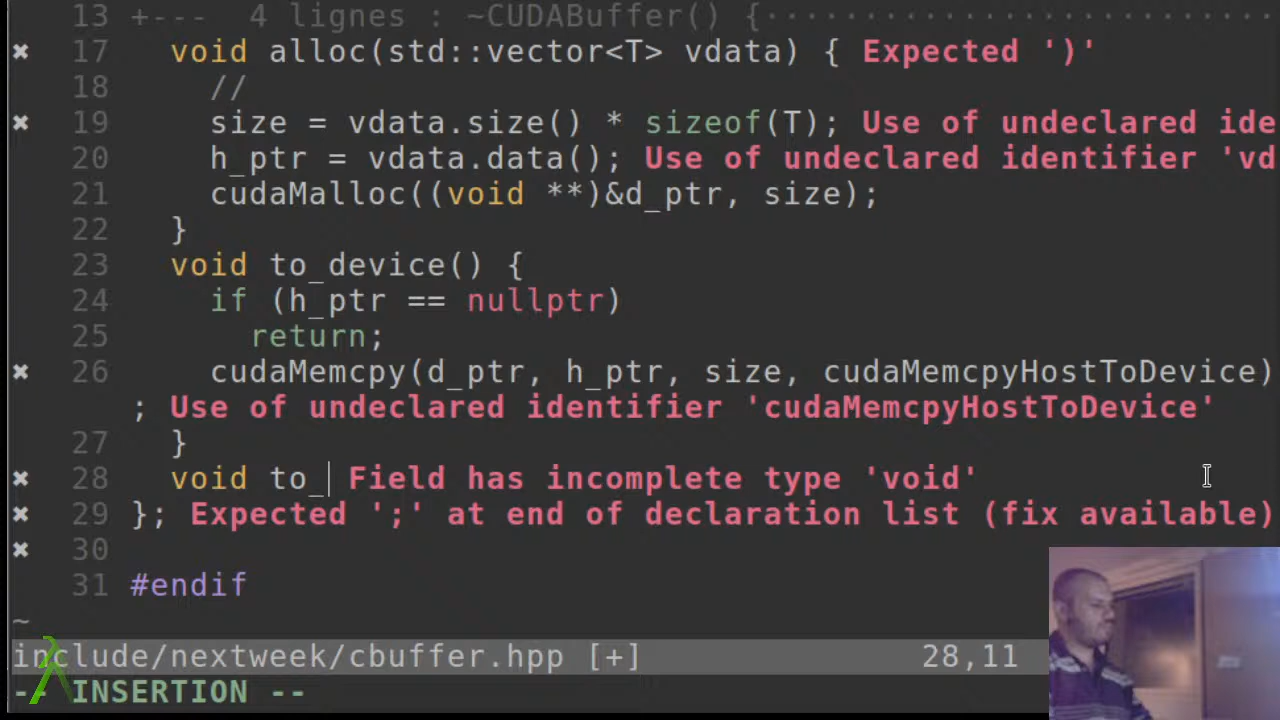 13 +--- 4 lignes : ~CUDABuffer() {····························
✖ 17 void alloc(std::vector<T> vdata) { Expected ')'
18 //
✖ 19 size = vdata.size() * sizeof(T); Use of undeclared ide
20 h_ptr = vdata.data(); Use of undeclared identifier 'vd
21 cudaMalloc((void **)&d_ptr, size);
22 }
23 void to_device() {
24 if (h_ptr == nullptr)
25 return;
✖ 26 cudaMemcpy(d_ptr, h_ptr, size, cudaMemcpyHostToDevice)
; Use of undeclared identifier 'cudaMemcpyHostToDevice'
27 }
✖ 28 void to_ Field has incomplete type 'void'
✖ 29 }; Expected ';' at end of declaration list (fix available)
✖ 30
31 #endif
~
include/nextweek/cbuffer.hpp [+] 28,11
-- INSERTION --